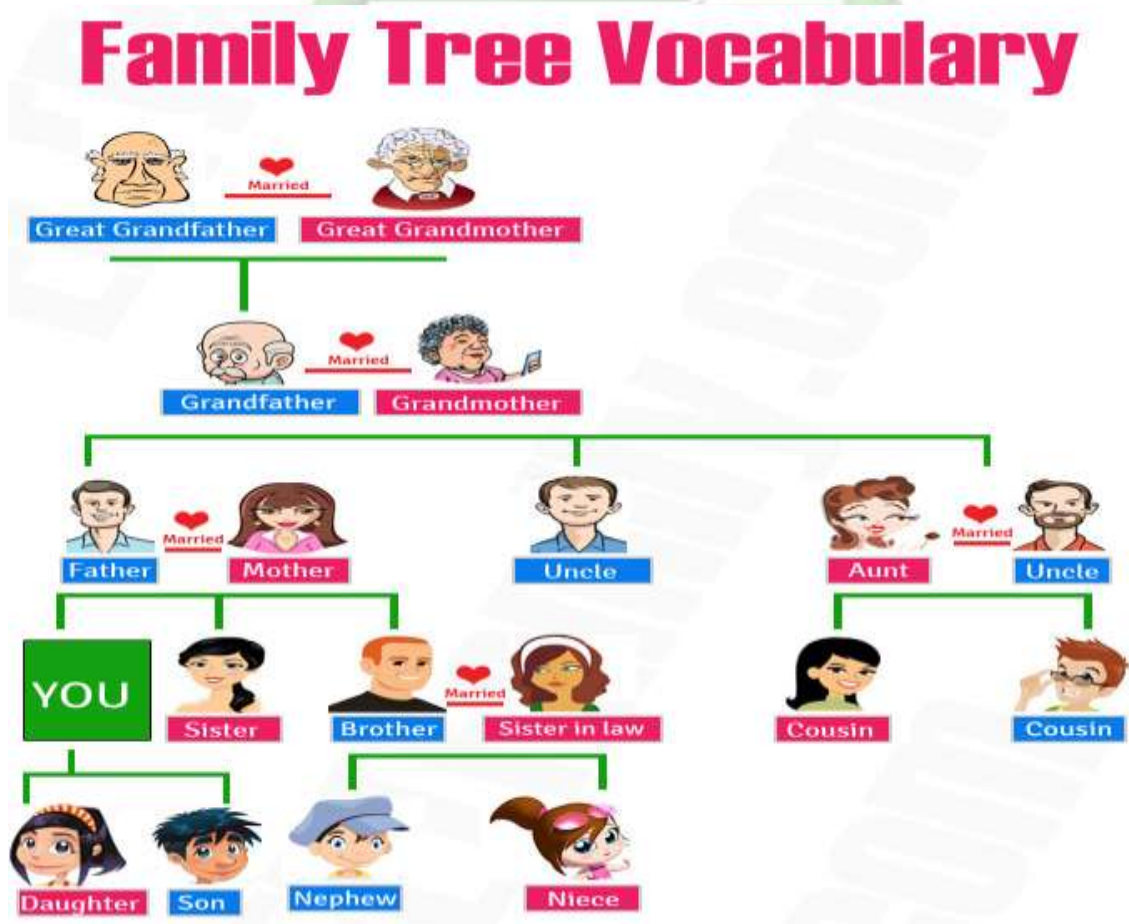 Family Tree Vocabulary
Married
Great Grandfather Great Grandmother
Married
Grandfather Grandmother
Married Married
Father Mother Uncle Aunt Uncle
YOU Married
Sister Brother Sister in law Cousin Cousin
Daughter Son Nephew Niece